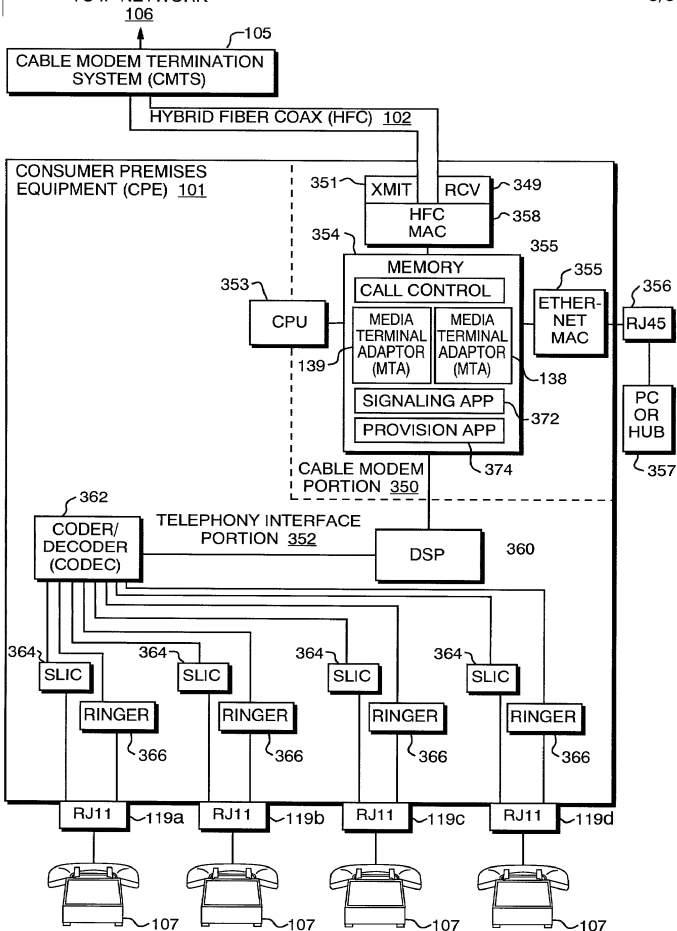 106
105
CABLE MODEM TERMINATION
SYSTEM (CMTS)
HYBRID FIBER COAX (HFC) 102
CONSUMER PREMISES
EQUIPMENT (CPE) 101
351
XMIT
RCV
349
HFC
MAC
358
354
355
MEMORY
CALL CONTROL
353
CPU
MEDIA
TERMINAL
ADAPTOR
(MTA)
MEDIA
TERMINAL
ADAPTOR
(MTA)
139
138
355
ETHER-
NET
MAC
356
RJ45
SIGNALING APP
372
PROVISION APP
374
PC
OR
HUB
357
CABLE MODEM
PORTION 350
362
CODER/
DECODER
(CODEC)
TELEPHONY INTERFACE
PORTION 352
DSP
360
364
SLIC
364
SLIC
364
SLIC
364
SLIC
RINGER
RINGER
RINGER
RINGER
366
366
366
366
RJ11
119a
RJ11
119b
RJ11
119c
RJ11
119d
107
107
107
107